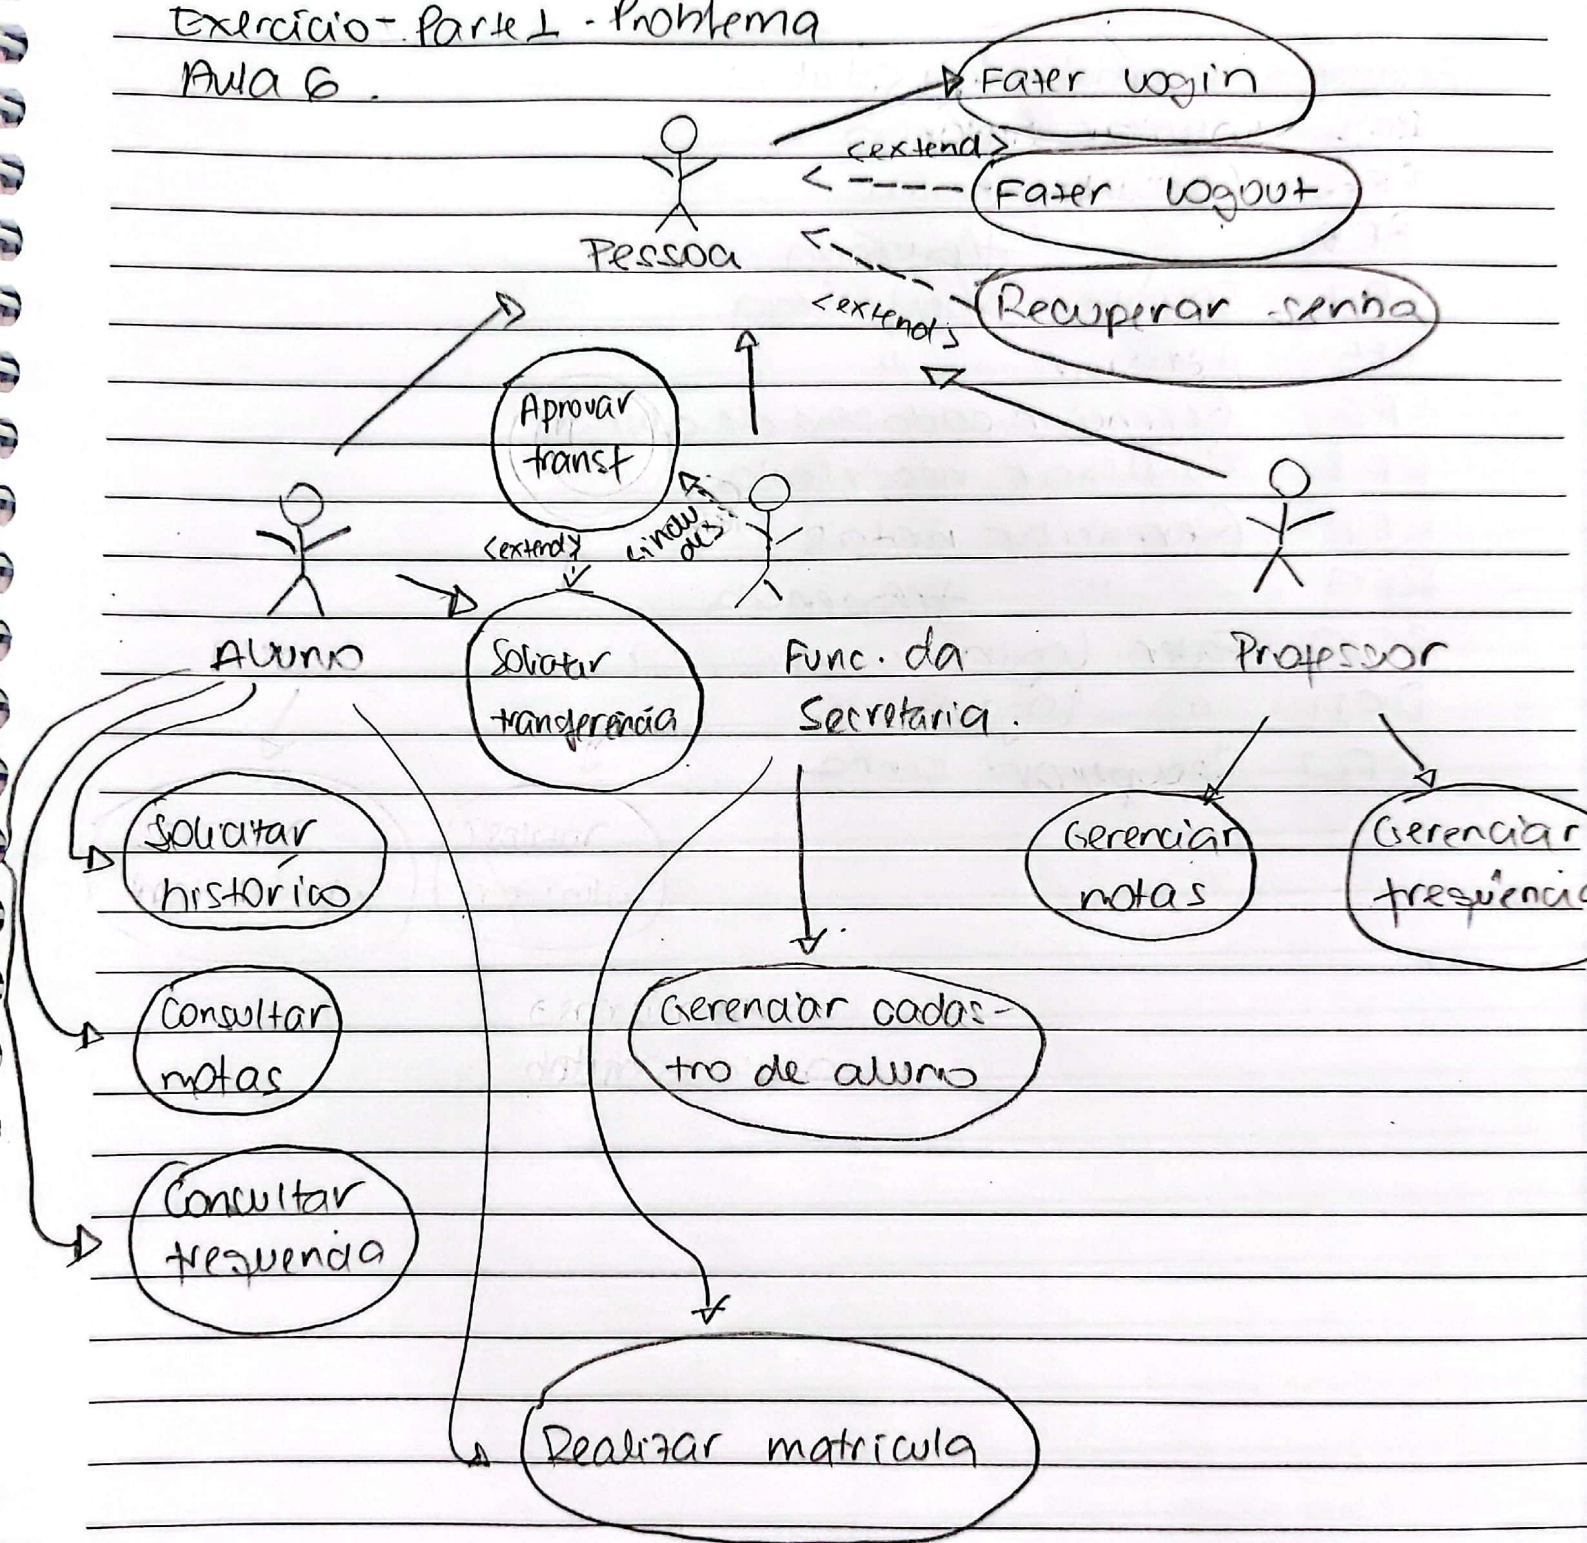 Exercício - Parte 1 - Problema
Aula 6.
Fazer login
<extend>
Fazer logout
Pessoa
<extend>
Recuperar senha
Aprovar
transf
<extend>
Aluno
Solicitar
transferência
Func. da
Secretaria.
Professor
Solicitar
histórico
Gerenciar
notas
Gerenciar
frequência
Consultar
notas
Gerenciar cadas-
tro de aluno
Consultar
frequencia
Realizar matricula